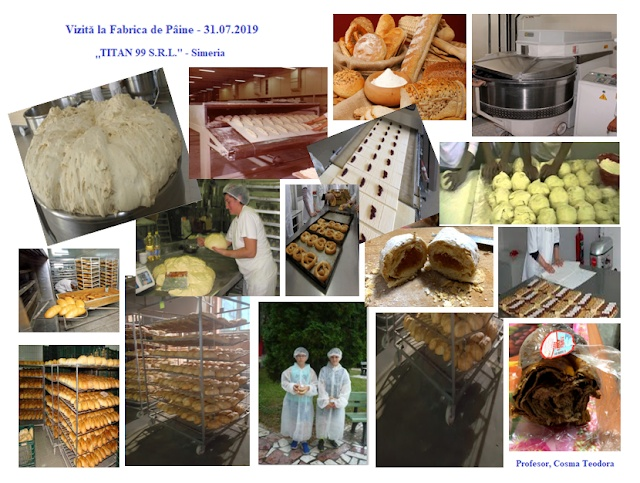 Vizită la Fabrica de Pâine - 31.07.2019
„TITAN 99 S.R.L." - Simeria
Profesor, Cosma Teodora